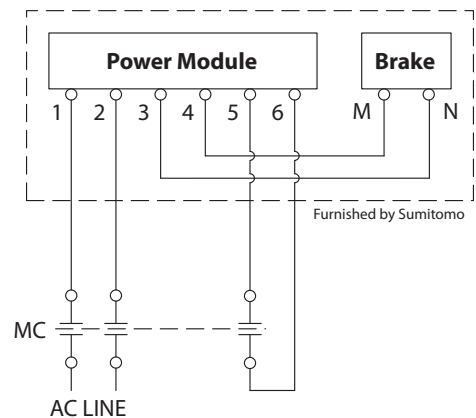 Power Module
Brake
1 2 3 4 5 6 M N
Furnished by Sumitomo
MC
AC LINE